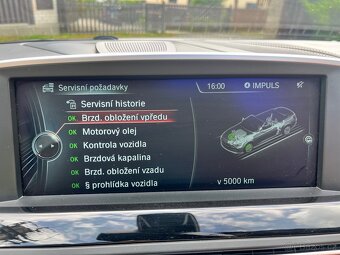 Servisní požadavky
16:00
IMPULS
Servisní historie
OK Brzd. obložení vpředu
OK Motorový olej
OK Kontrola vozidla
OK Brzdová kapalina
OK Brzd. obložení vzadu
OK § prohlídka vozidla
v 5000 km